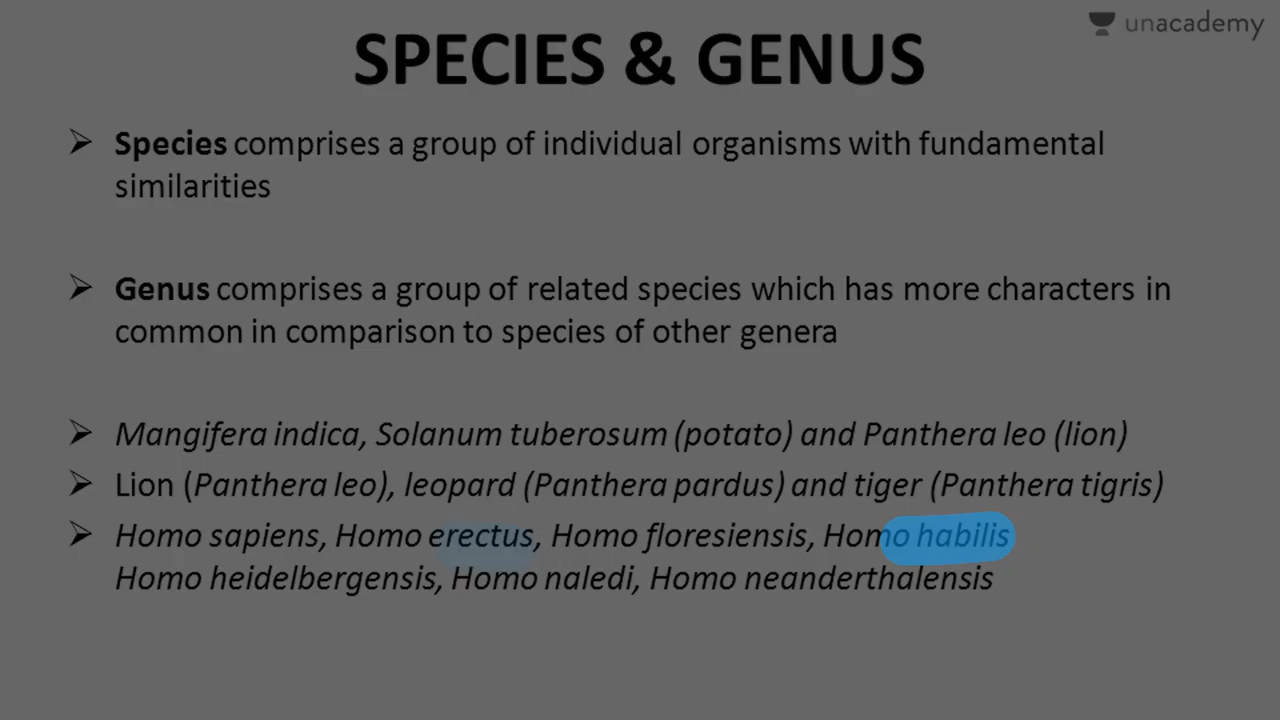 unacademy
SPECIES & GENUS
➢ Species comprises a group of individual organisms with fundamental
similarities
➢ Genus comprises a group of related species which has more characters in
common in comparison to species of other genera
➢ Mangifera indica, Solanum tuberosum (potato) and Panthera leo (lion)
➢ Lion (Panthera leo), leopard (Panthera pardus) and tiger (Panthera tigris)
➢ Homo sapiens, Homo erectus, Homo floresiensis, Homo habilis
Homo heidelbergensis, Homo naledi, Homo neanderthalensis